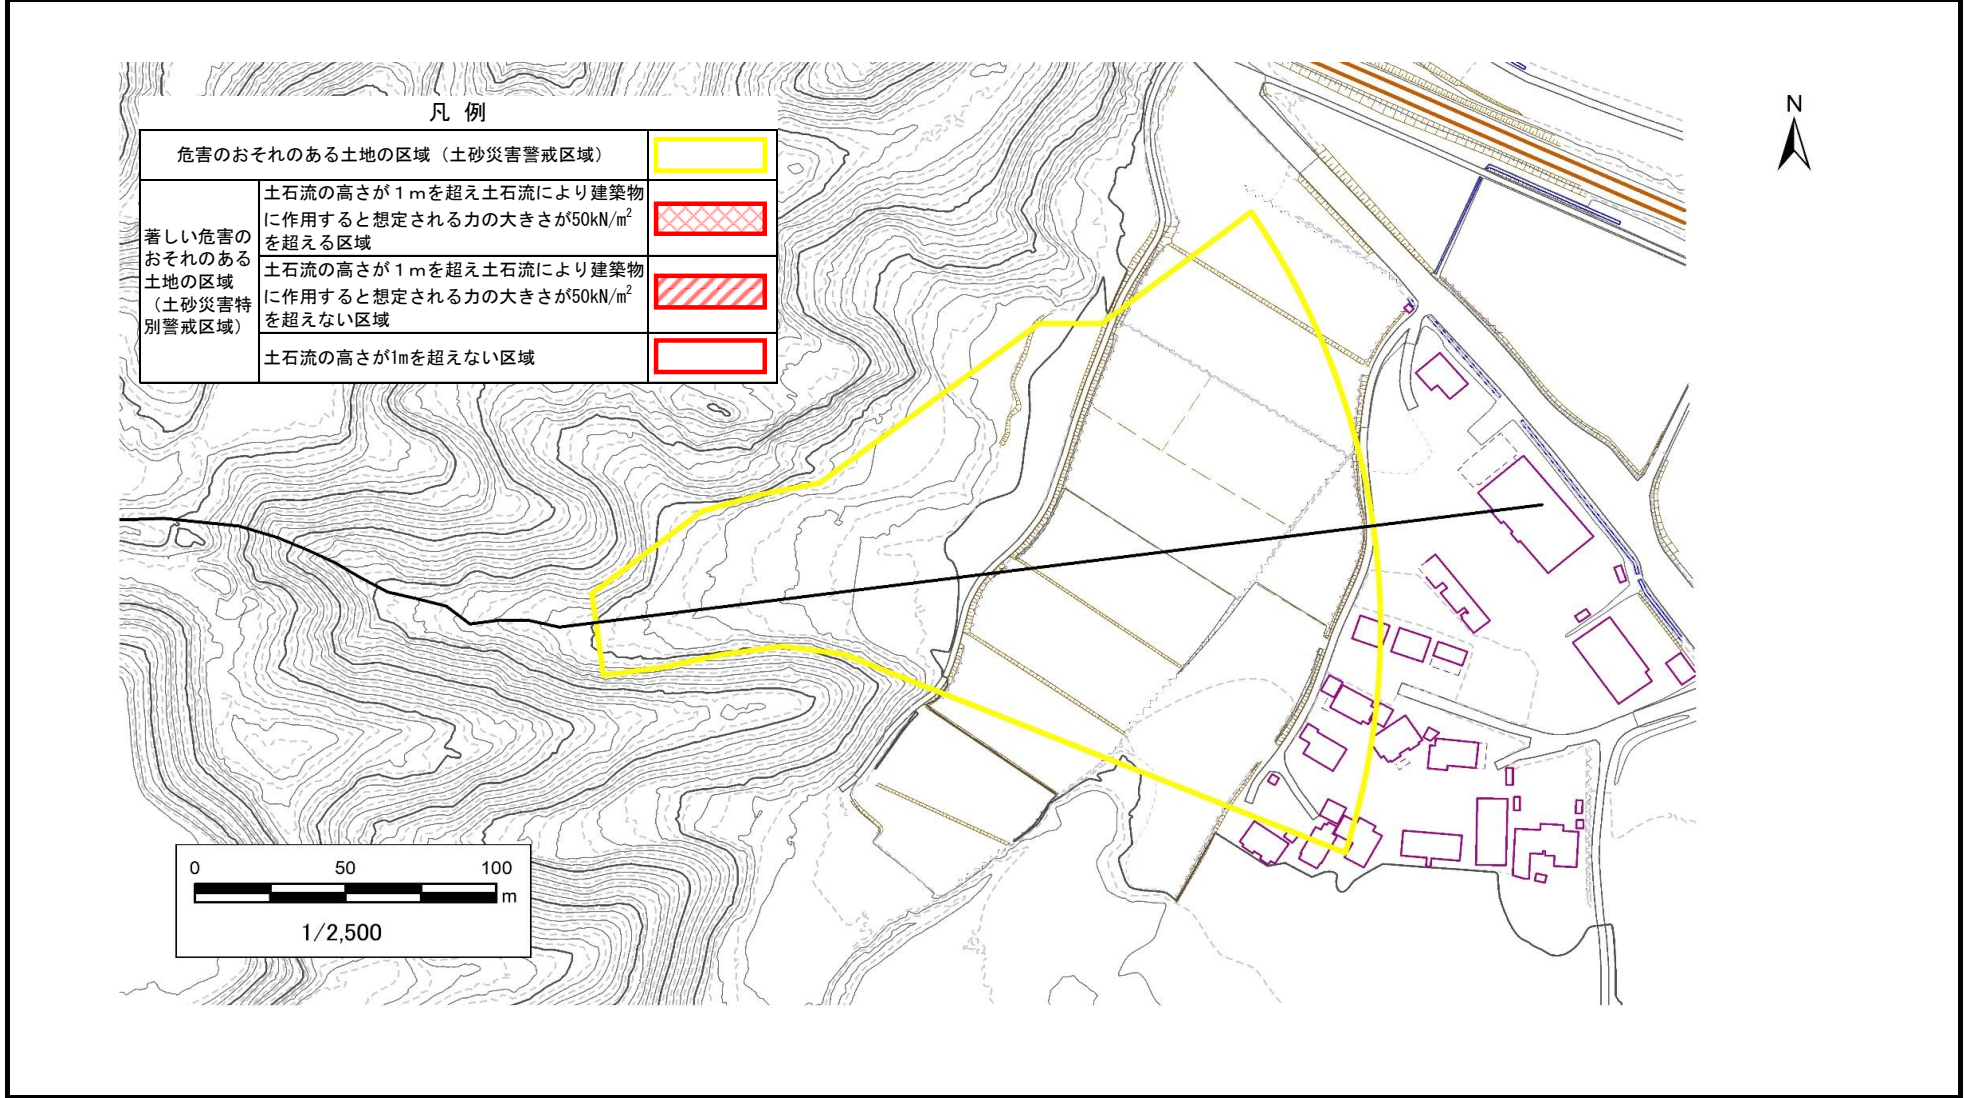 凡 例
危害のおそれのある土地の区域（土砂災害警戒区域）
著しい危害の
おそれのある
土地の区域
（土砂災害特
別警戒区域）
土石流の高さが１ｍを超え土石流により建築物
に作用すると想定される力の大きさが50kN/㎡
を超える区域
土石流の高さが１ｍを超え土石流により建築物
に作用すると想定される力の大きさが50kN/㎡
を超えない区域
土石流の高さが1mを超えない区域
N
0 50 100
m
1/2,500